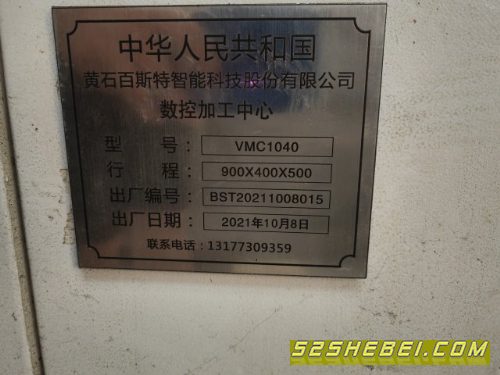 中华人民共和国
黄石百斯特智能科技股份有限公司
数控加工中心
型 号: VMC1040
行 程: 900X400X500
出厂编号: BST20211008015
出厂日期: 2021年10月8日
联系电话: 13177309359
52SHEBEI.COM